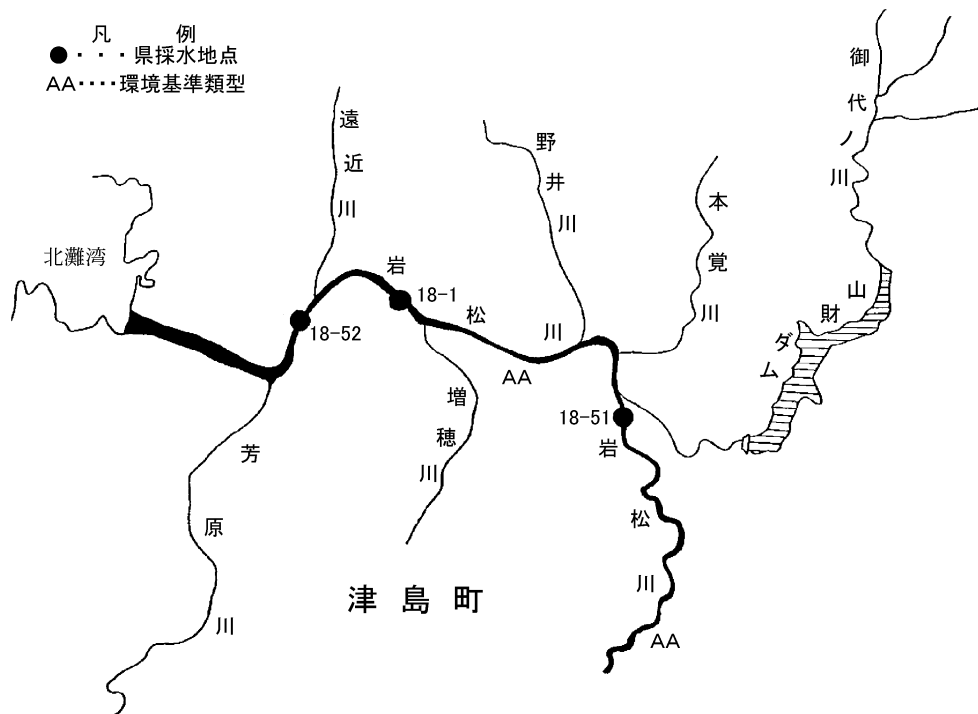 凡例
●・・・県採水地点
AA・・・・環境基準類型
御代ノ川
遠近川
野井川
本覚川
北灘湾
岩松川
18-1
18-52
AA
山財ダム
増穂川
18-51
芳原川
岩松川
AA
津島町